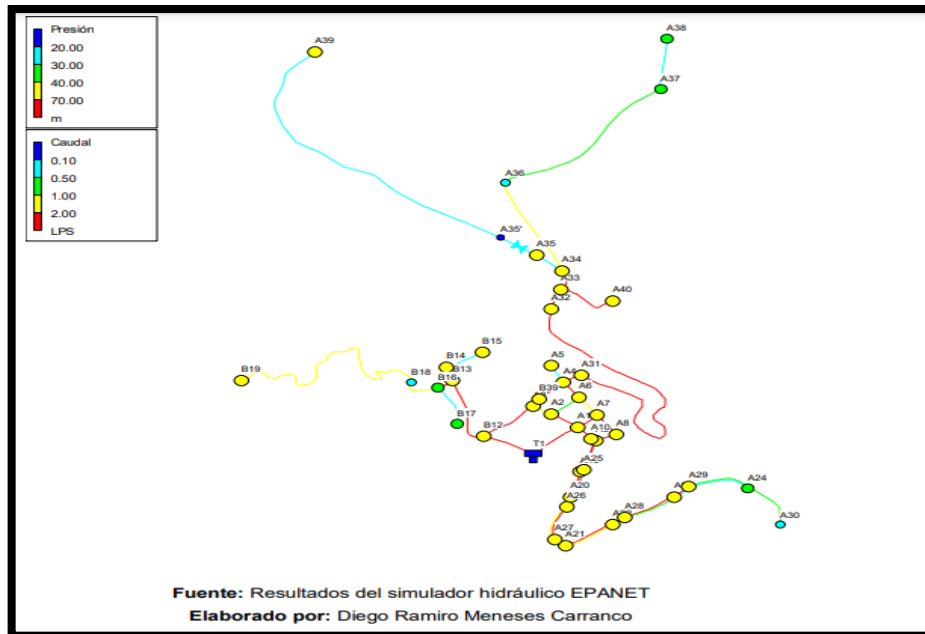 Presión
20.00
30.00
40.00
70.00
m
Caudal
0.10
0.50
1.00
2.00
LPS
A39
A38
A37
A36
A35'
A35
A34
A33
A40
A32
B15
B14
B13
B19
B18
B16
B17
B12
A5
A31
A4
A6
B39
A2
A7
A1
A8
A10
T1
A25
A20
A26
A27
A21
A28
A29
A24
A30
Fuente: Resultados del simulador hidráulico EPANET
Elaborado por: Diego Ramiro Meneses Carranco